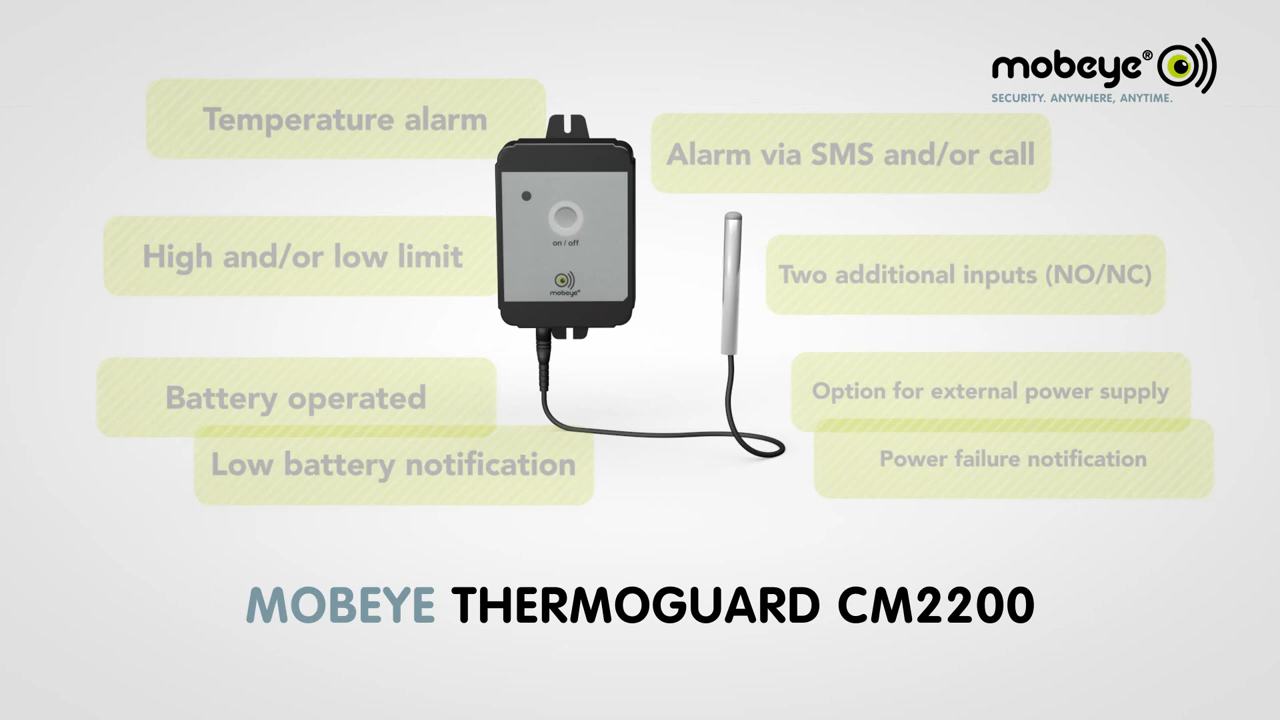 mobeye®
SECURITY. ANYWHERE, ANYTIME.
Temperature alarm
Alarm via SMS and/or call
High and/or low limit
Two additional inputs (NO/NC)
on / off
mobeye®
Battery operated
Option for external power supply
Low battery notification
Power failure notification
MOBEYE THERMOGUARD CM2200